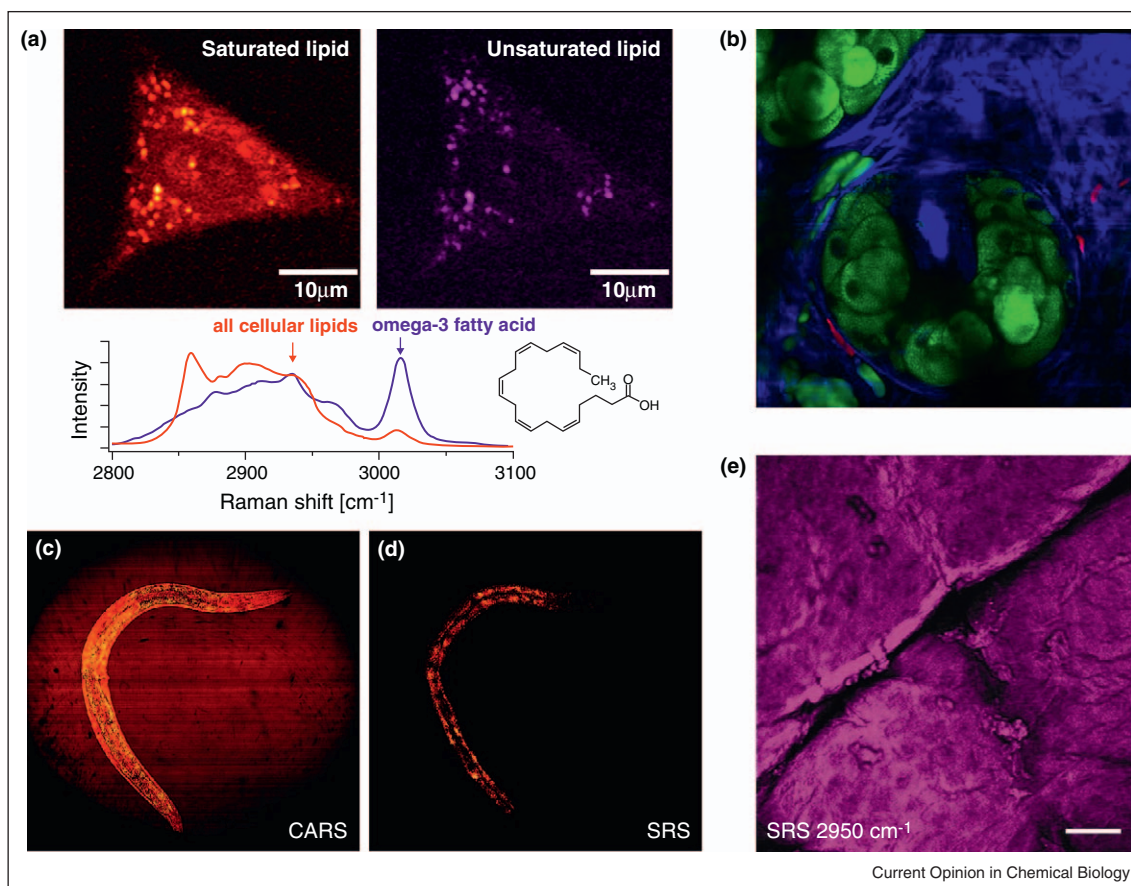 (a)
Saturated lipid
Unsaturated lipid
10μm
10μm
all cellular lipids
omega-3 fatty acid
Intensity
CH3
O
OH
2800 2900 3000 3100
Raman shift [cm-1]
(b)
(c)
CARS
(d)
SRS
(e)
SRS 2950 cm-1
Current Opinion in Chemical Biology